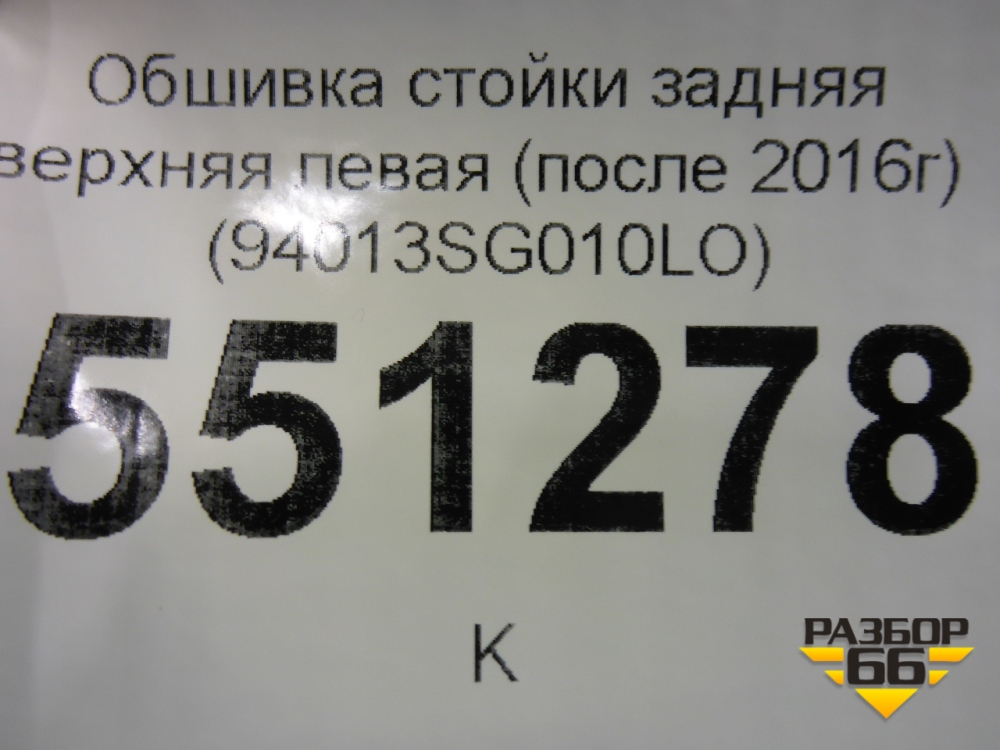 Обшивка стойки задняя
верхняя левая (после 2016г)
(94013SG010LO)
551278
K
РАЗБОР
66